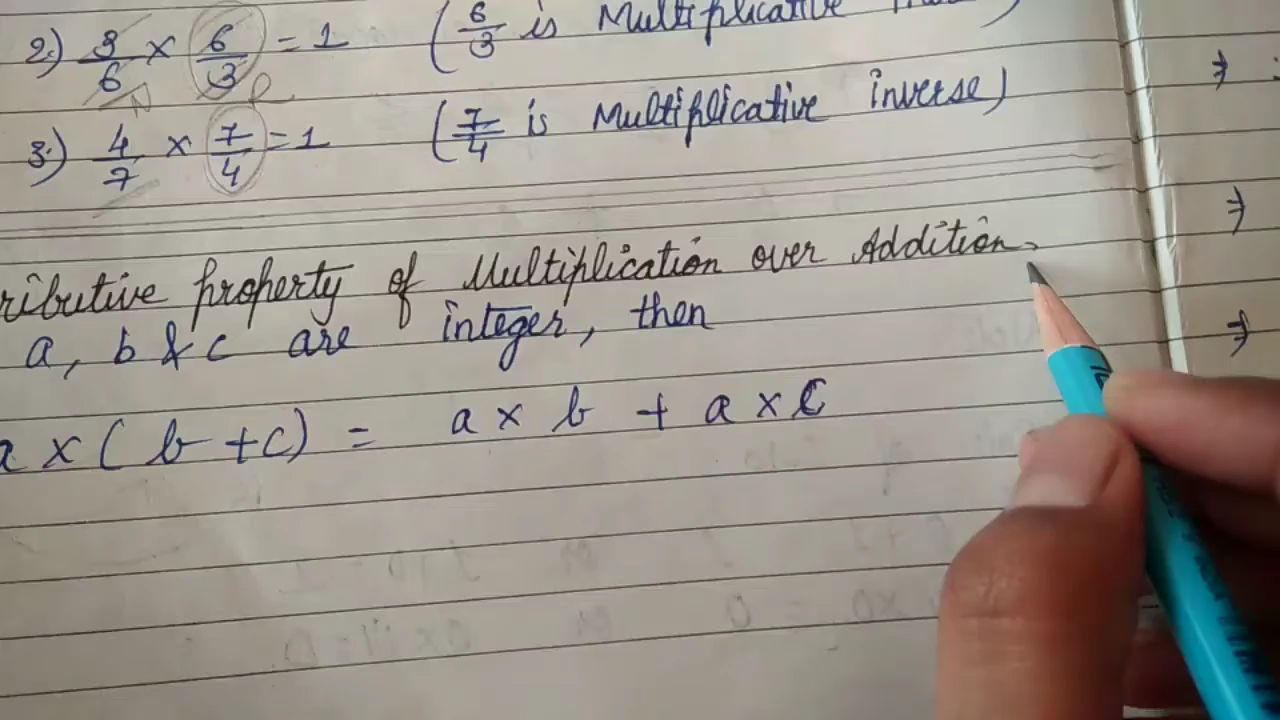 2.) 3/6 × 6/3 = 1 (6/3 is Multiplicative
3.) 4/7 × 7/4 = 1 (7/4 is Multiplicative inverse)
ributive property of Multiplication over Addition.
a, b & c are integer, then
a × ( b + c) = a × b + a × c